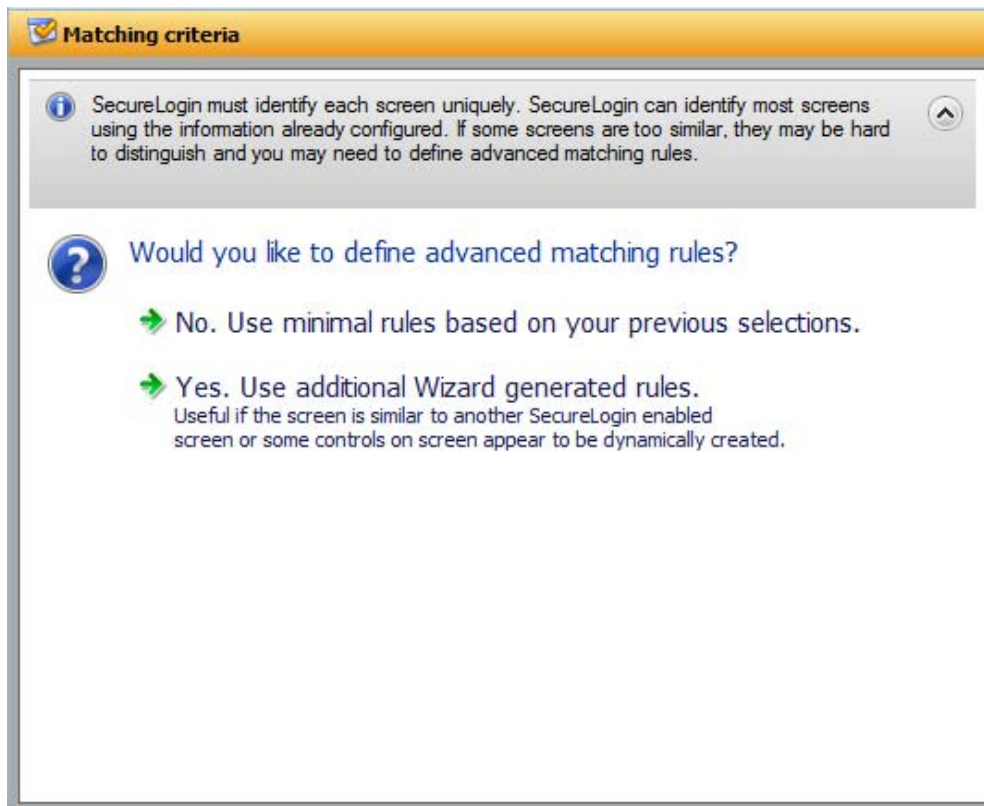 Matching criteria
SecureLogin must identify each screen uniquely. SecureLogin can identify most screens
using the information already configured. If some screens are too similar, they may be hard
to distinguish and you may need to define advanced matching rules.
Would you like to define advanced matching rules?
No. Use minimal rules based on your previous selections.
Yes. Use additional Wizard generated rules.
Useful if the screen is similar to another SecureLogin enabled
screen or some controls on screen appear to be dynamically created.